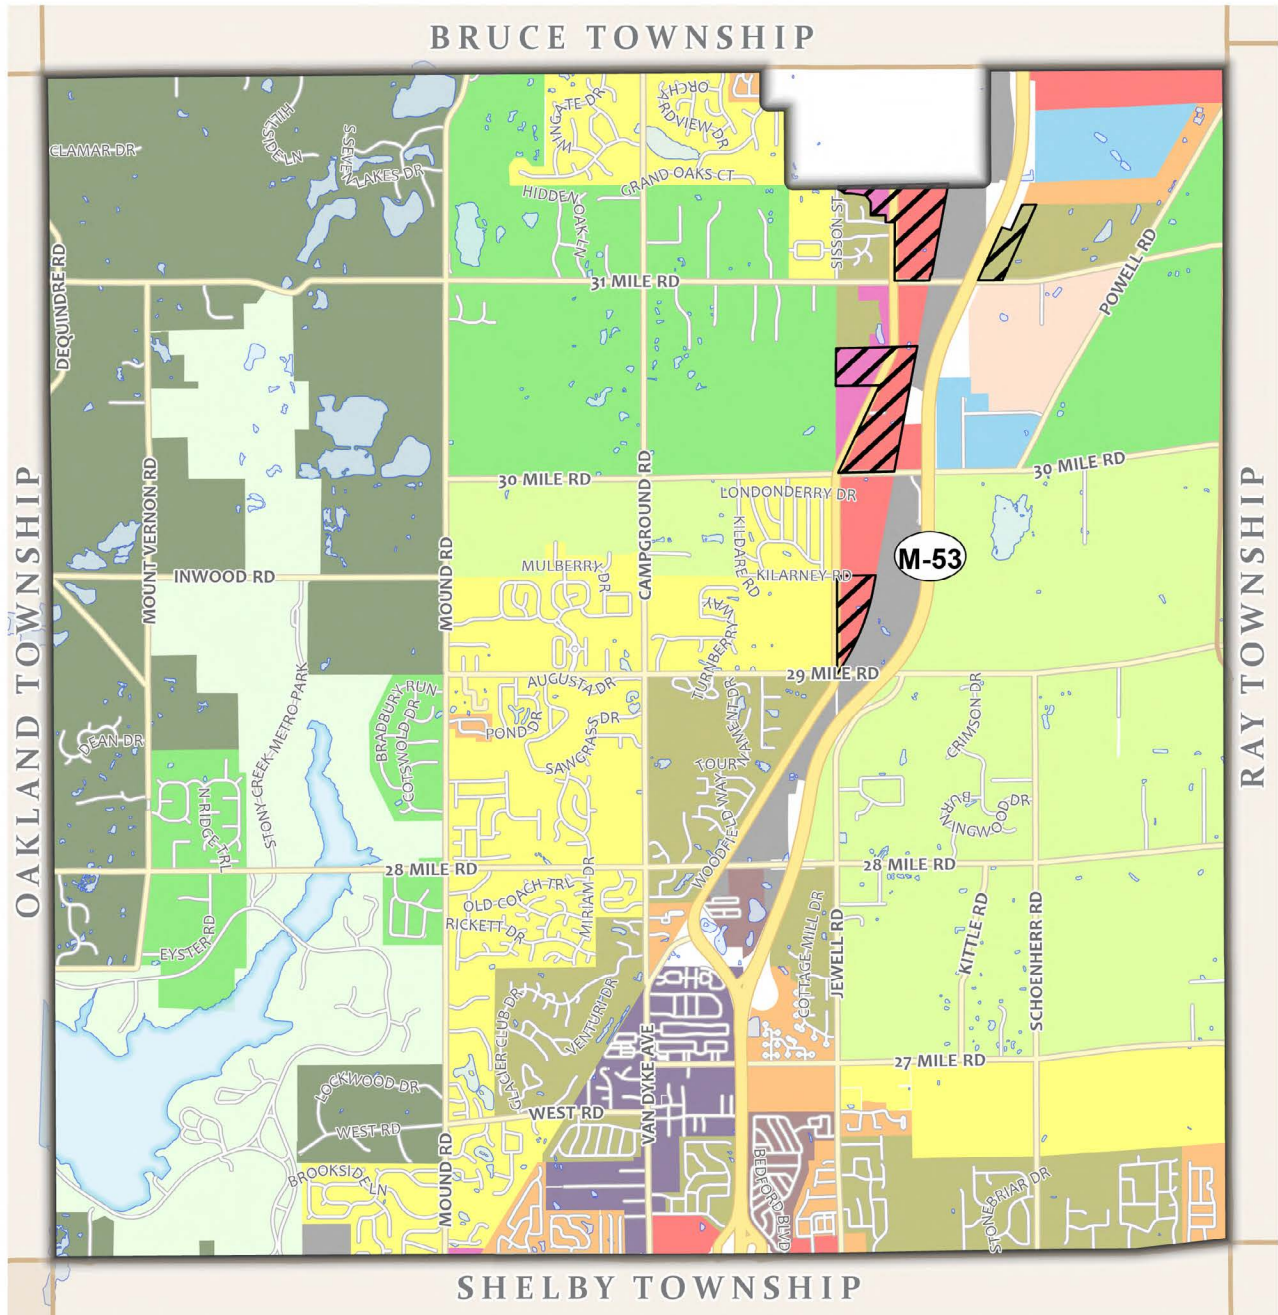 BRUCE TOWNSHIP
WINGATE DR
ORCHARDVIEW DR
HILLSIDE LN
CLAMAR DR
S SEVEN LAKES DR
GRAND OAKS CT
HIDDEN OAK LN
SISSON ST
DEQUINDRE RD
POWELL RD
31 MILE RD
30 MILE RD
30 MILE RD
LONDONDERRY DR
MOUNT VERNON RD
CAMPGROUND RD
KILDARE RD
MOUND RD
M-53
INWOOD RD
MULBERRY DR
KILARNEY RD
OAKLAND TOWNSHIP
RAY TOWNSHIP
TURNBERRY WAY
29 MILE RD
AUGUSTA DR
BRADBURY RUN
COTSWOLD DR
STONY CREEK METRO PARK
POND DR
SAWGRASS DR
TOURNAMENT DR
CRIMSON DR
DEAN DR
N RIDGE TRL
WOODFIELD WAY
BURNINGWOOD DR
28 MILE RD
28 MILE RD
OLD COACH TRL
MIRIAM DR
RICKETT DR
EYSTER RD
COTTAGE MILL DR
JEWELL RD
KITTLE RD
SCHOENHERR RD
GLACIER CLUB DR
VENTURI DR
VAN DYKE AVE
27 MILE RD
LOCKWOOD DR
WEST RD
WEST RD
MOUND RD
BROOKSIDE LN
BEDFORD BLVD
STONEBRIAR DR
SHELBY TOWNSHIP